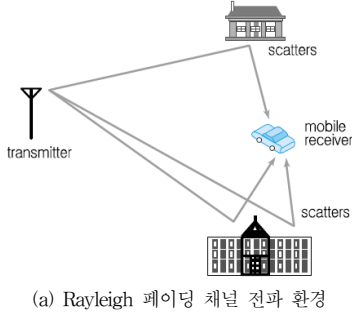 scatters
transmitter
mobile
receiver
scatters
(a) Rayleigh 페이딩 채널 전파 환경